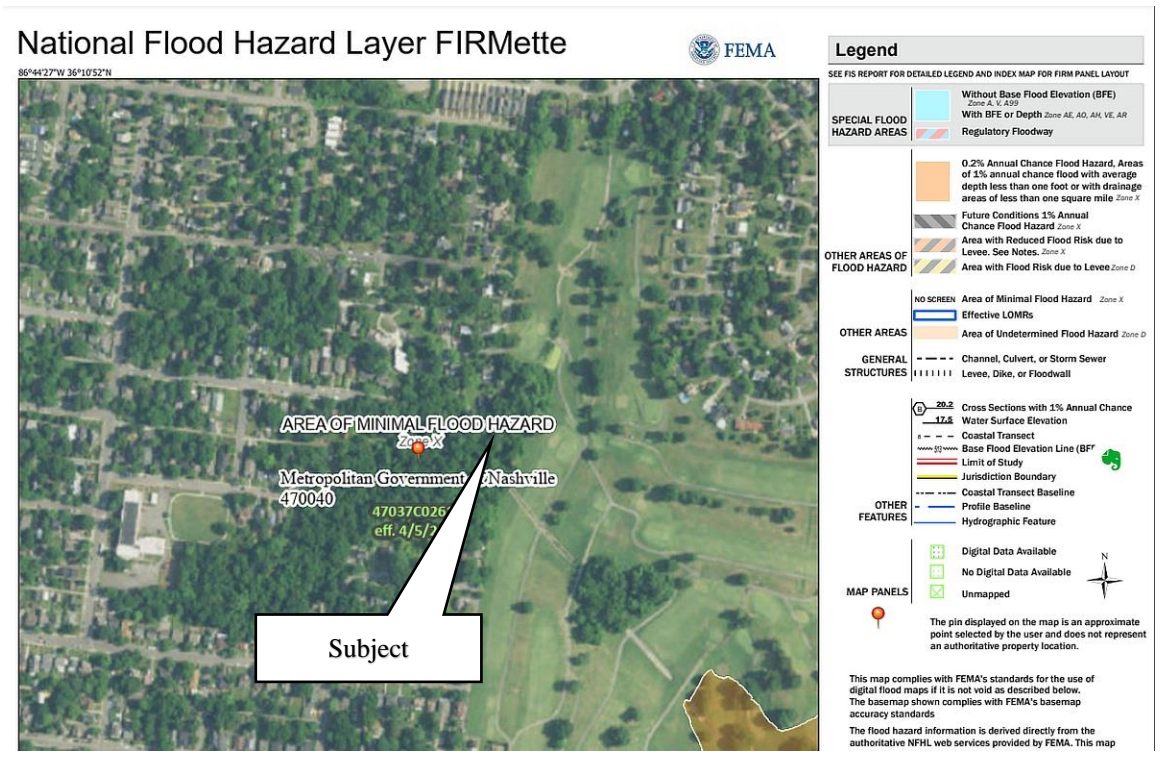 National Flood Hazard Layer FIRMette
FEMA
86°44'27"W 36°10'52"N
AREA OF MINIMAL FLOOD HAZARD
Zone X
Metropolitan Government Nashville
470040
47037C026
eff. 4/5/2
Subject
Legend
SEE FIS REPORT FOR DETAILED LEGEND AND INDEX MAP FOR FIRM PANEL LAYOUT
SPECIAL FLOOD
HAZARD AREAS
Without Base Flood Elevation (BFE)
Zone A, V, A99
With BFE or Depth Zone AE, AO, AH, VE, AR
Regulatory Floodway
OTHER AREAS OF
FLOOD HAZARD
0.2% Annual Chance Flood Hazard, Areas
of 1% annual chance flood with average
depth less than one foot or with drainage
areas of less than one square mile Zone X
Future Conditions 1% Annual
Chance Flood Hazard Zone X
Area with Reduced Flood Risk due to
Levee. See Notes. Zone X
Area with Flood Risk due to Levee Zone D
OTHER AREAS
NO SCREEN Area of Minimal Flood Hazard Zone X
Effective LOMRs
Area of Undetermined Flood Hazard Zone D
GENERAL
STRUCTURES
Channel, Culvert, or Storm Sewer
Levee, Dike, or Floodwall
OTHER
FEATURES
B 20.2 Cross Sections with 1% Annual Chance
17.5 Water Surface Elevation
8 Coastal Transect
513 Base Flood Elevation Line (BF
Limit of Study
Jurisdiction Boundary
Coastal Transect Baseline
Profile Baseline
Hydrographic Feature
MAP PANELS
Digital Data Available
No Digital Data Available
Unmapped
N
The pin displayed on the map is an approximate
point selected by the user and does not represent
an authoritative property location.
This map complies with FEMA's standards for the use of
digital flood maps if it is not void as described below.
The basemap shown complies with FEMA's basemap
accuracy standards
The flood hazard information is derived directly from the
authoritative NFHL web services provided by FEMA. This map